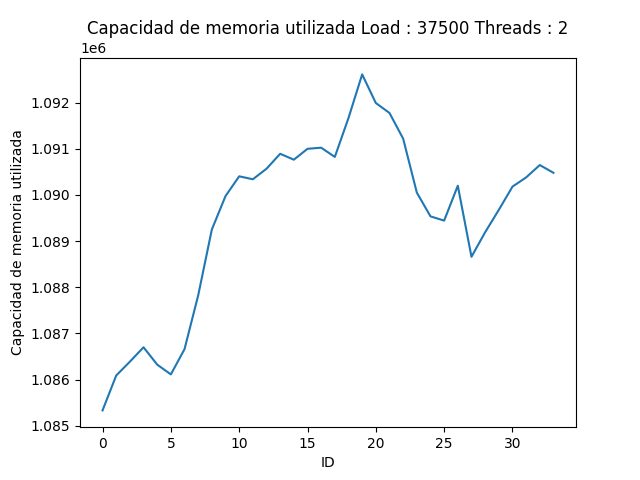 Capacidad de memoria utilizada Load : 37500 Threads : 2
1e6
1.092
1.091
1.090
1.089
1.088
1.087
1.086
1.085
Capacidad de memoria utilizada
0 5 10 15 20 25 30
ID